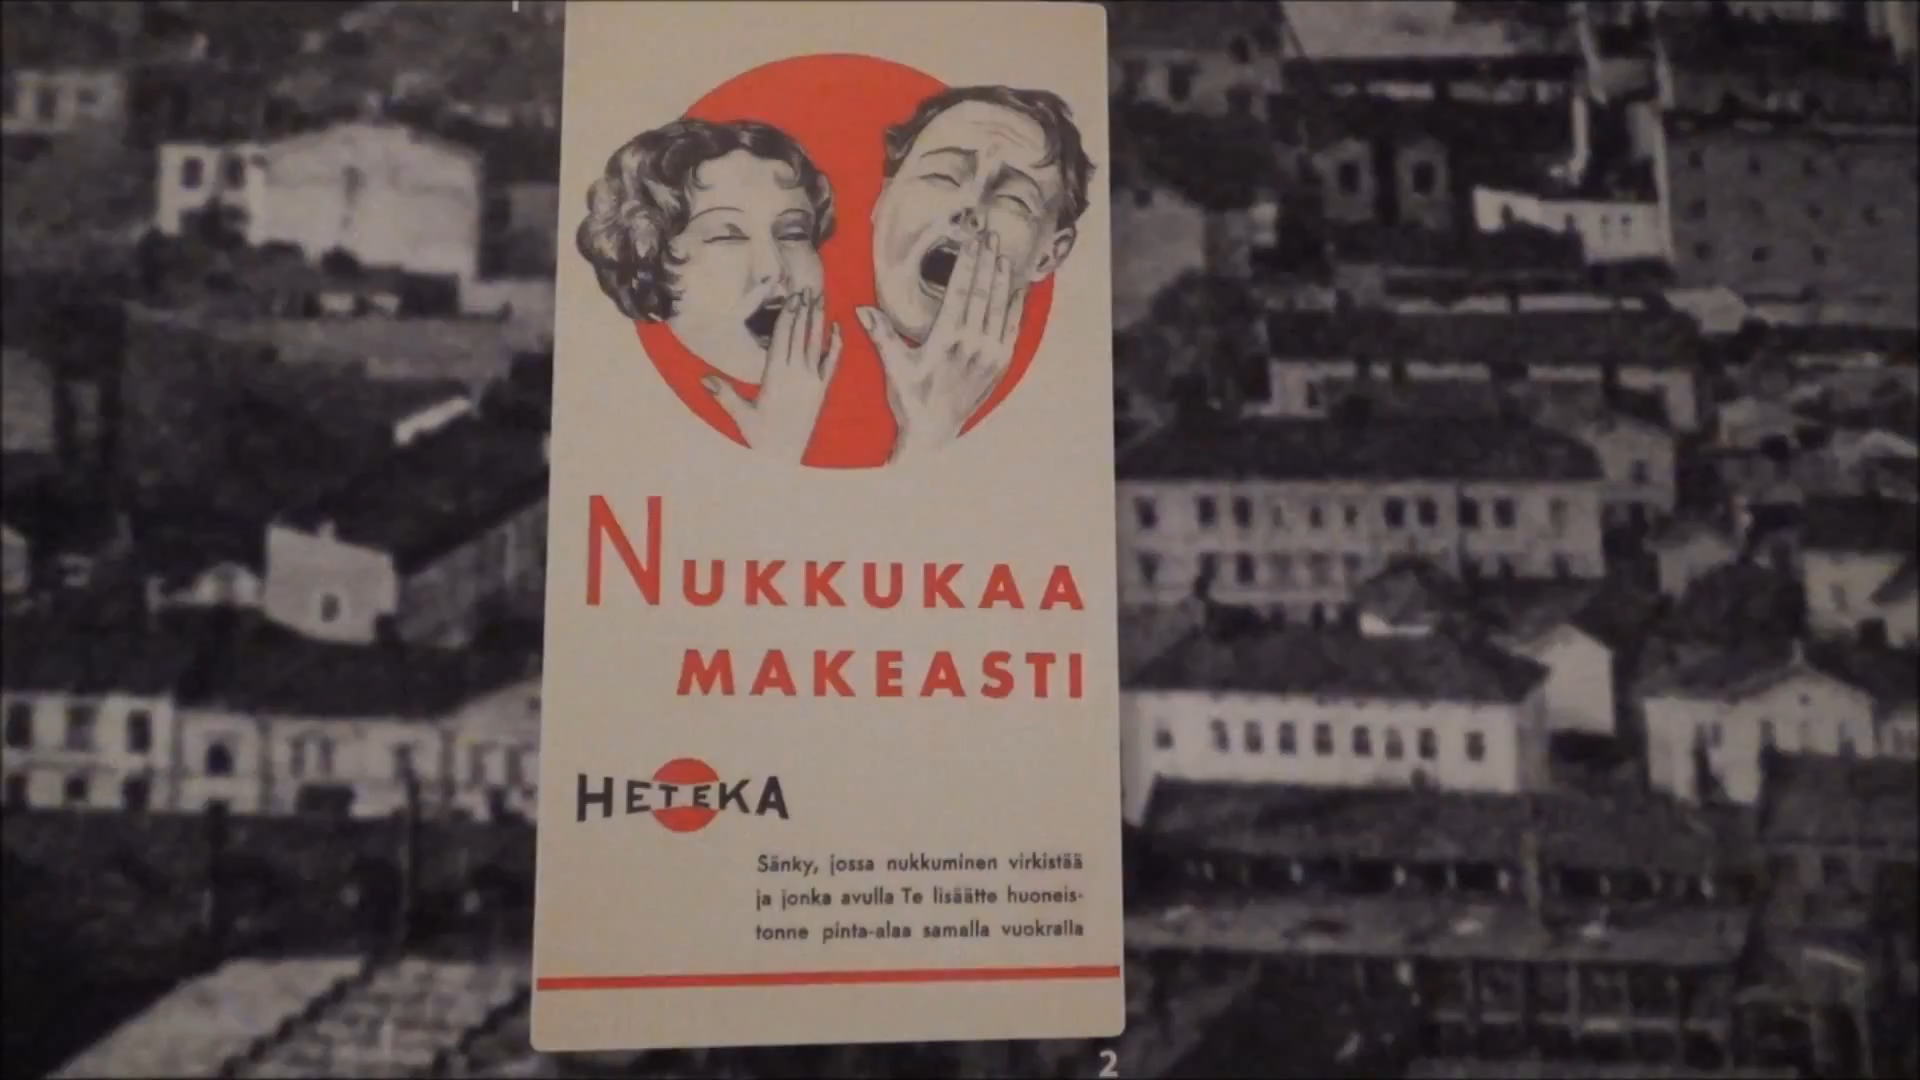 NUKKUKAA
MAKEASTI
HETEKA
Sänky, jossa nukkuminen virkistää
ja jonka avulla Te lisäätte huoneis-
tonne pinta-alaa samalla vuokralla
2